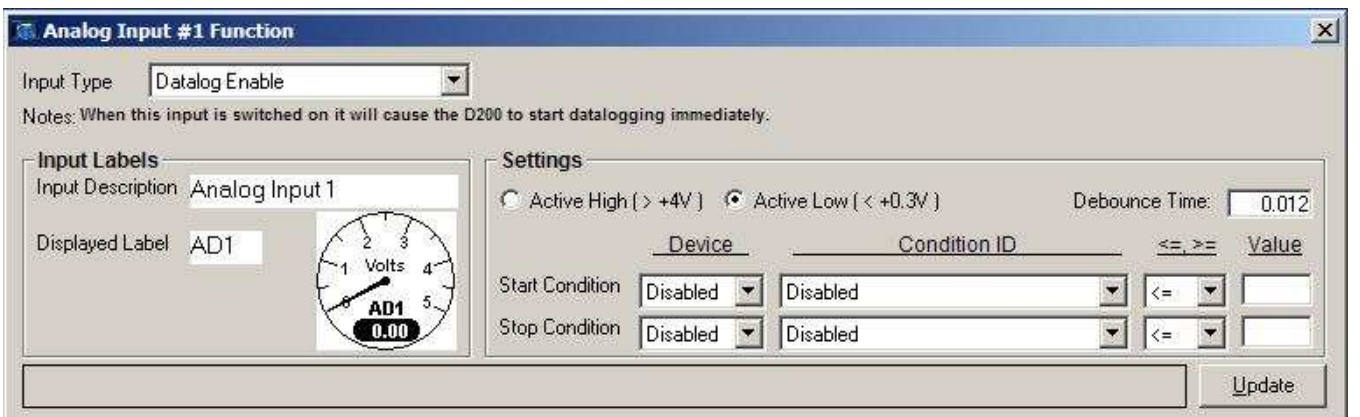 Analog Input #1 Function
Input Type Datalog Enable
Notes: When this input is switched on it will cause the D200 to start datalogging immediately.
Input Labels
Input Description Analog Input 1
Displayed Label AD1
0 1 2 3 4 5
Volts
AD1
0.00
Settings
Active High ( > +4V ) Active Low ( < +0.3V ) Debounce Time: 0.012
Device Condition ID <=, >= Value
Start Condition Disabled Disabled <=
Stop Condition Disabled Disabled <=
Update